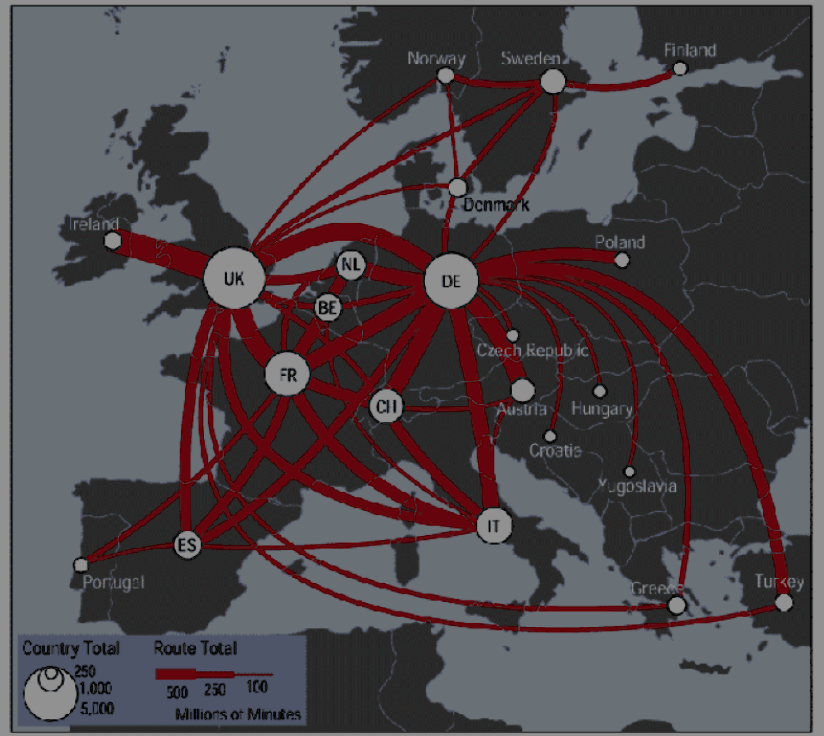 Norway
Sweden
Finland
Denmark
Ireland
Poland
UK
NL
DE
BE
Czech Republic
FR
CH
Austria
Hungary
Croatia
Yugoslavia
IT
ES
Portugal
Greece
Turkey
Country Total
250
1.000
5,000
Route Total
500 250 100
Millions of Minutes